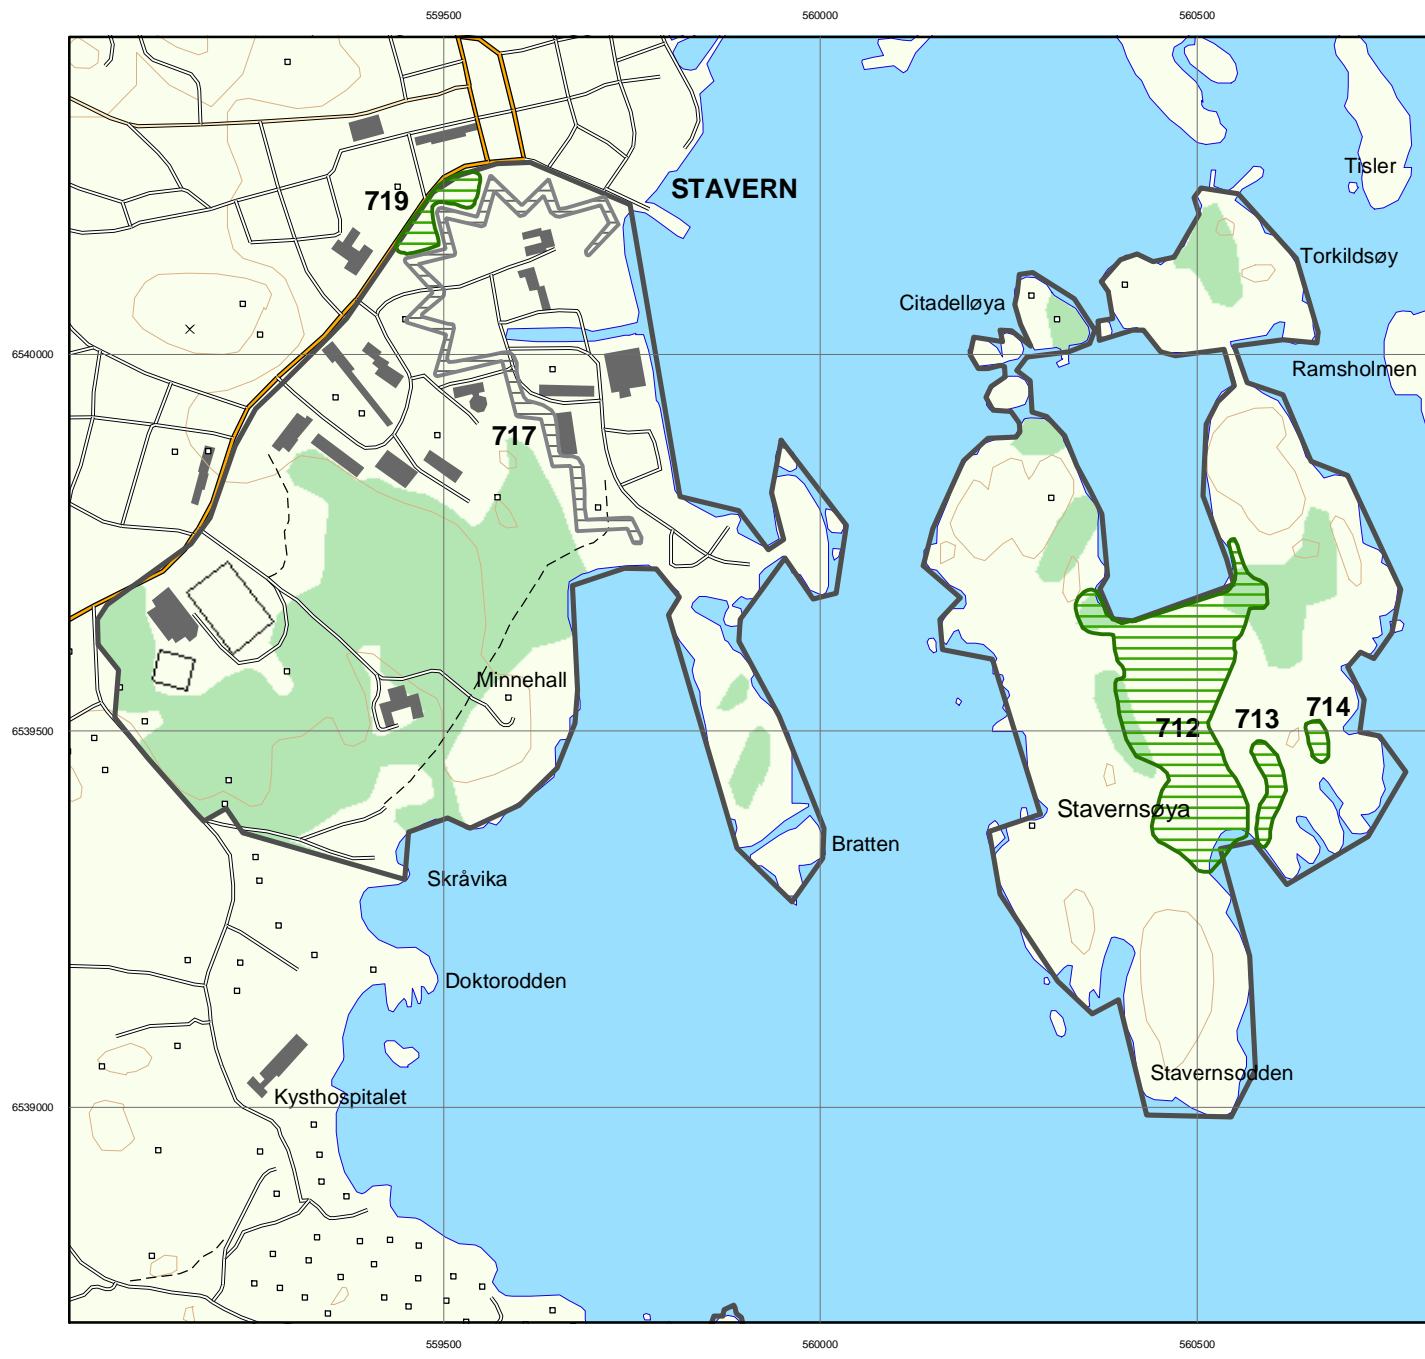 559500
560000
560500
Tisler
STAVERN
719
Torkildsøy
Citadelløya
6540000
Ramsholmen
717
Minnehall
714
713
712
6539500
Stavernsøya
Bratten
Skråvika
Doktorodden
Stavernsodden
Kysthospitalet
6539000
559500
560000
560500